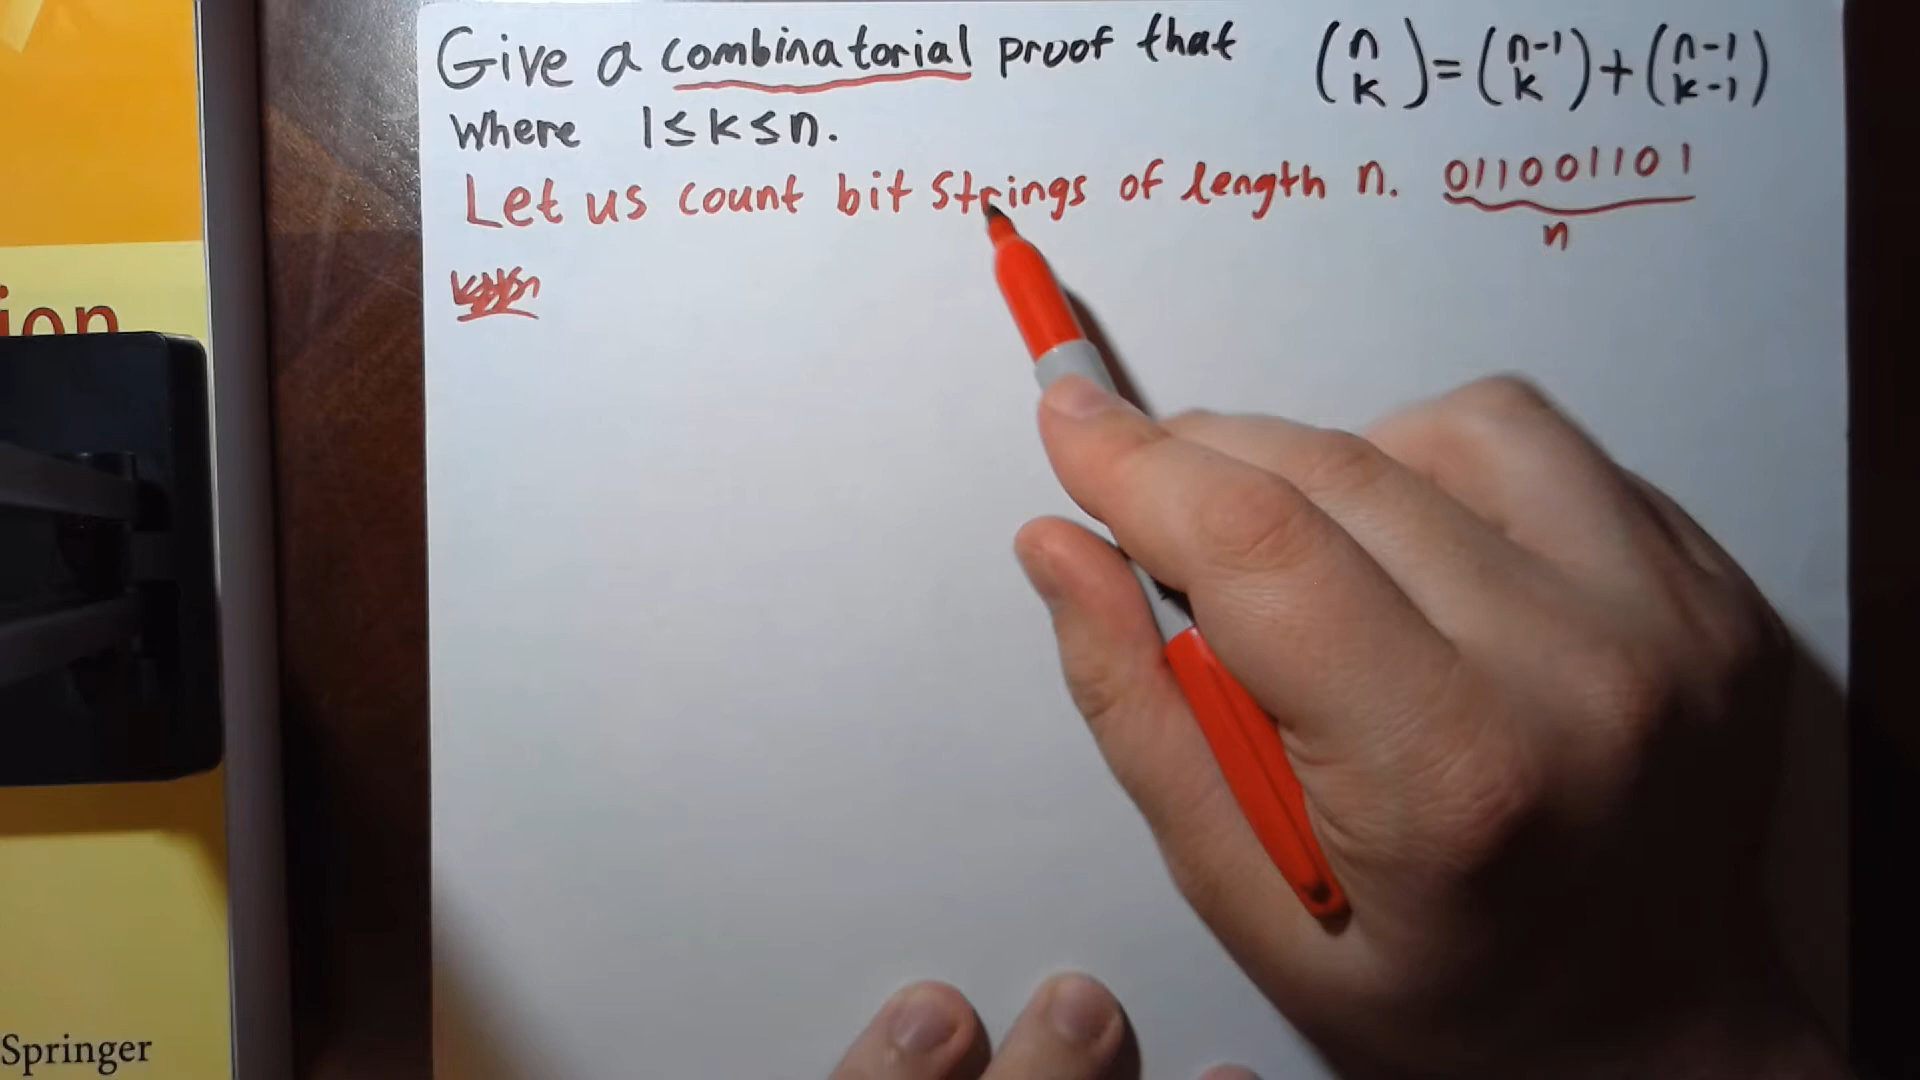 Give a combinatorial proof that (n k) = (n-1 k) + (n-1 k-1)
where 1≤k≤n.
Let us count bit strings of length n. 011001101
n
ion
Springer